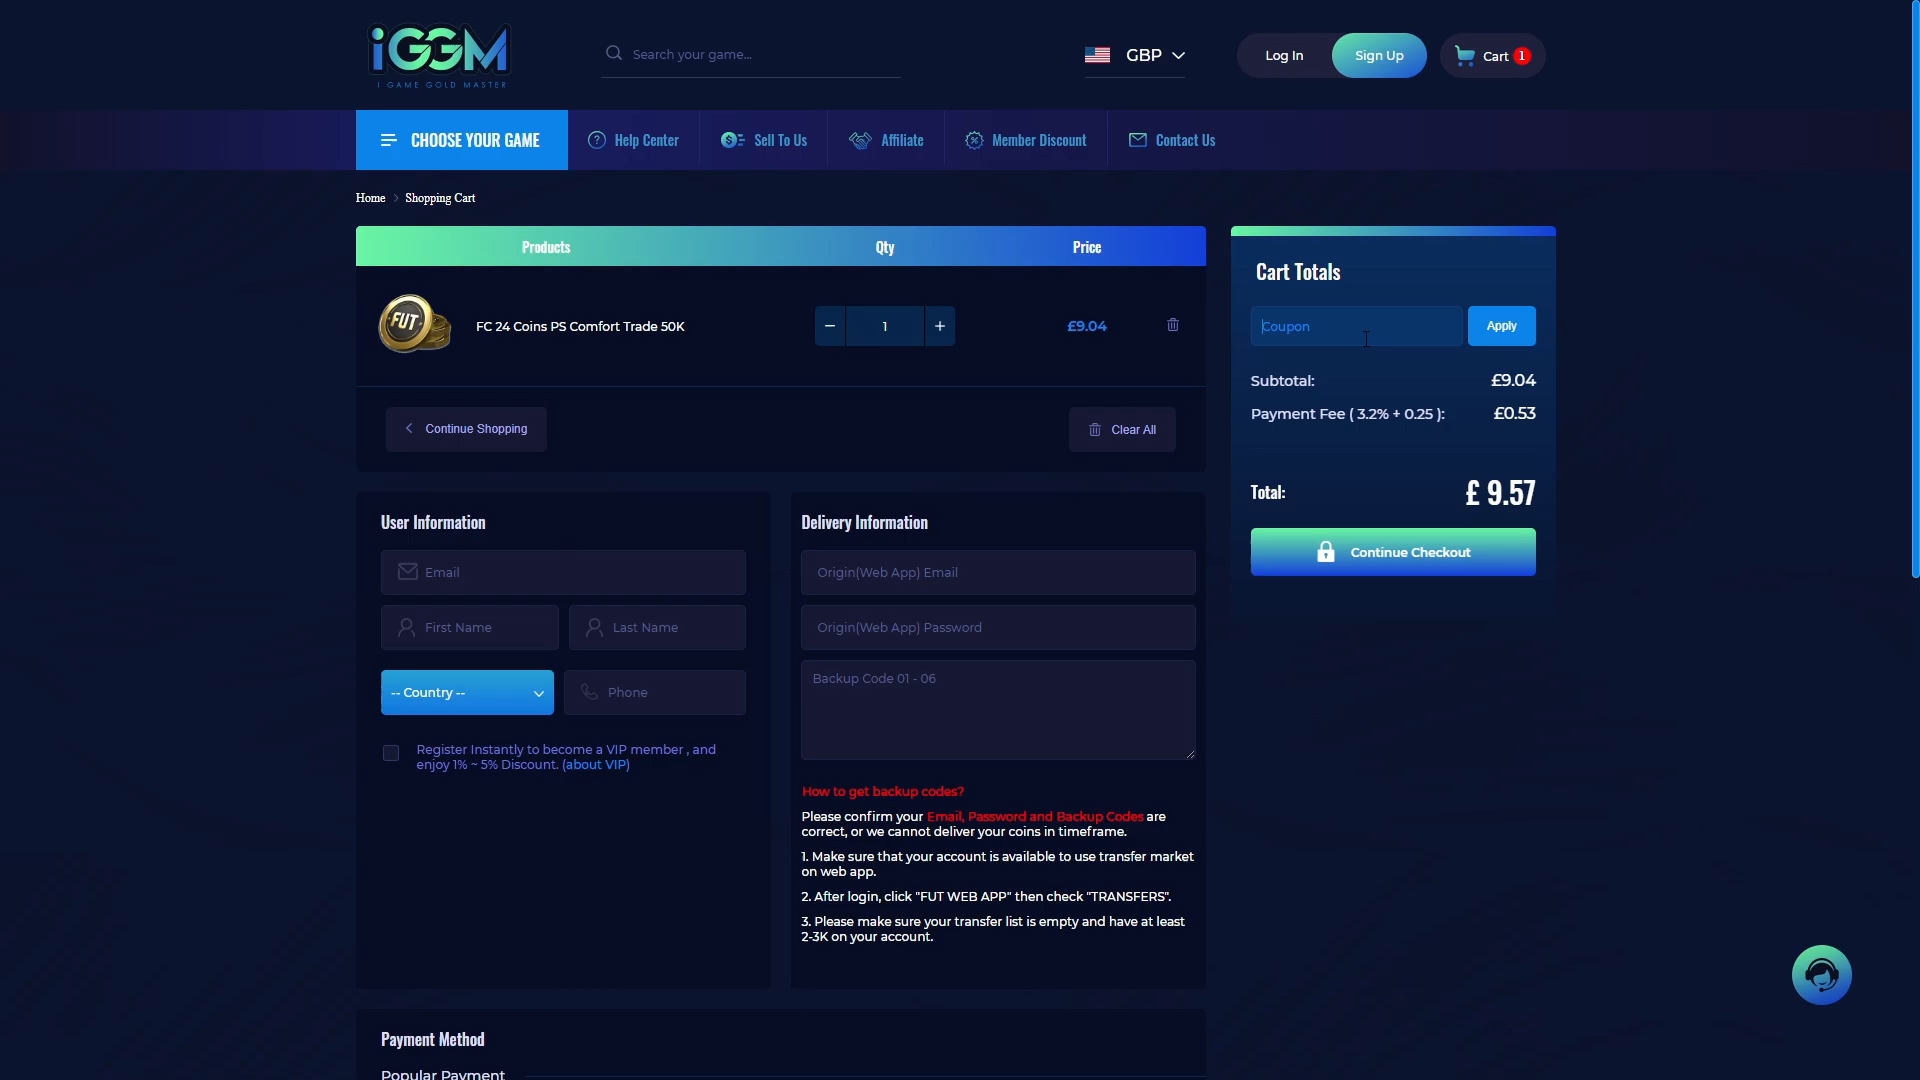 iGGM
I GAME GOLD MASTER
Search your game...
GBP
Log In
Sign Up
Cart 1
CHOOSE YOUR GAME
Help Center
Sell To Us
Affiliate
Member Discount
Contact Us
Home > Shopping Cart
Products Qty Price
FUT
FC 24 Coins PS Comfort Trade 50K
− 1 +
£9.04
Continue Shopping
Clear All
Cart Totals
Coupon
Apply
Subtotal: £9.04
Payment Fee ( 3.2% + 0.25 ): £0.53
Total: £ 9.57
Continue Checkout
User Information
Email
First Name
Last Name
-- Country --
Phone
Register Instantly to become a VIP member , and
enjoy 1% ~ 5% Discount. (about VIP)
Delivery Information
Origin(Web App) Email
Origin(Web App) Password
Backup Code 01 - 06
How to get backup codes?
Please confirm your Email, Password and Backup Codes are
correct, or we cannot deliver your coins in timeframe.
1. Make sure that your account is available to use transfer market
on web app.
2. After login, click "FUT WEB APP" then check "TRANSFERS".
3. Please make sure your transfer list is empty and have at least
2-3K on your account.
Payment Method
Popular Payment